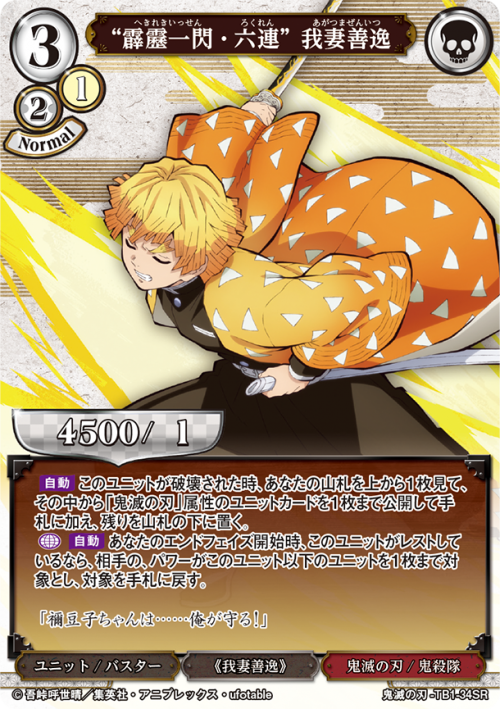 へきれきいっせん ろくれん あがつまぜんいつ
3 “霹靂一閃・六連” 我妻善逸
2 1
Normal
4500/ 1
自動 このユニットが破壊された時、あなたの山札を上から1枚見て、
その中から「鬼滅の刃」属性のユニットカードを1枚まで公開して手
札に加え、残りを山札の下に置く。
自動 あなたのエンドフェイズ開始時、このユニットがレストして
いるなら、相手の、パワーがこのユニット以下のユニットを1枚まで対
象とし、対象を手札に戻す。
「禰豆子ちゃんは……俺が守る!」
ユニット / バスター 《我妻善逸》 鬼滅の刃 / 鬼殺隊
©吾峠呼世晴／集英社・アニプレックス・ufotable 鬼滅の刃 -TB1-34SR